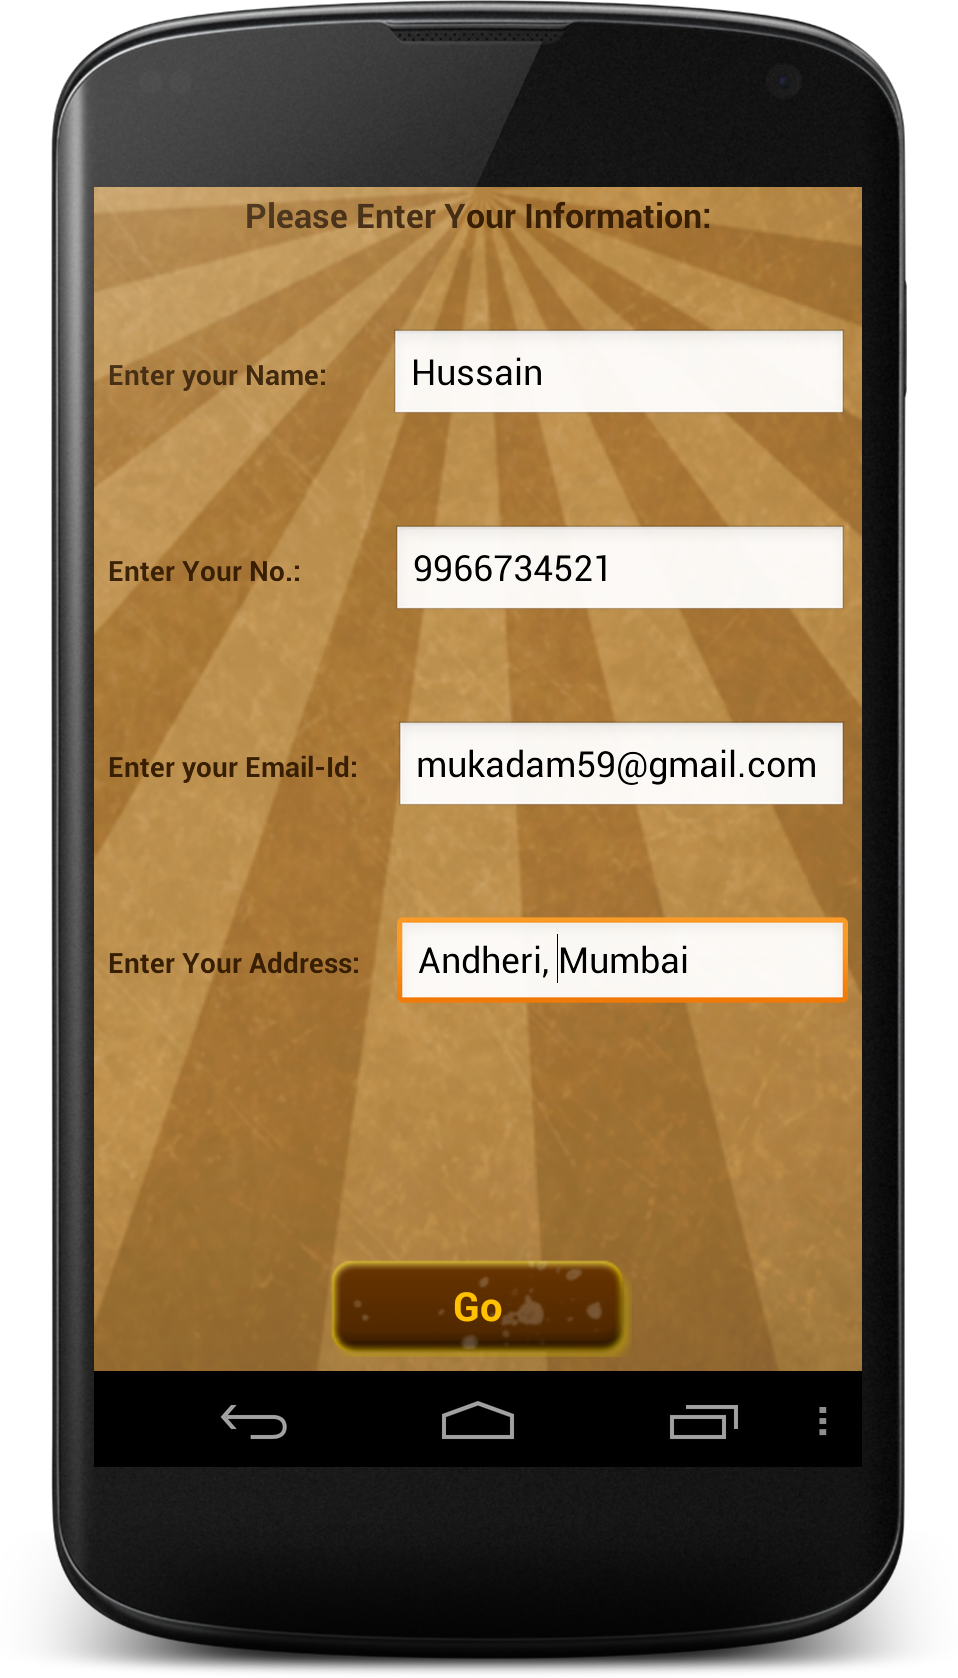 Please Enter Your Information:
Enter your Name: Hussain
Enter Your No.: 9966734521
Enter your Email-Id: mukadam59@gmail.com
Enter Your Address: Andheri, Mumbai
Go